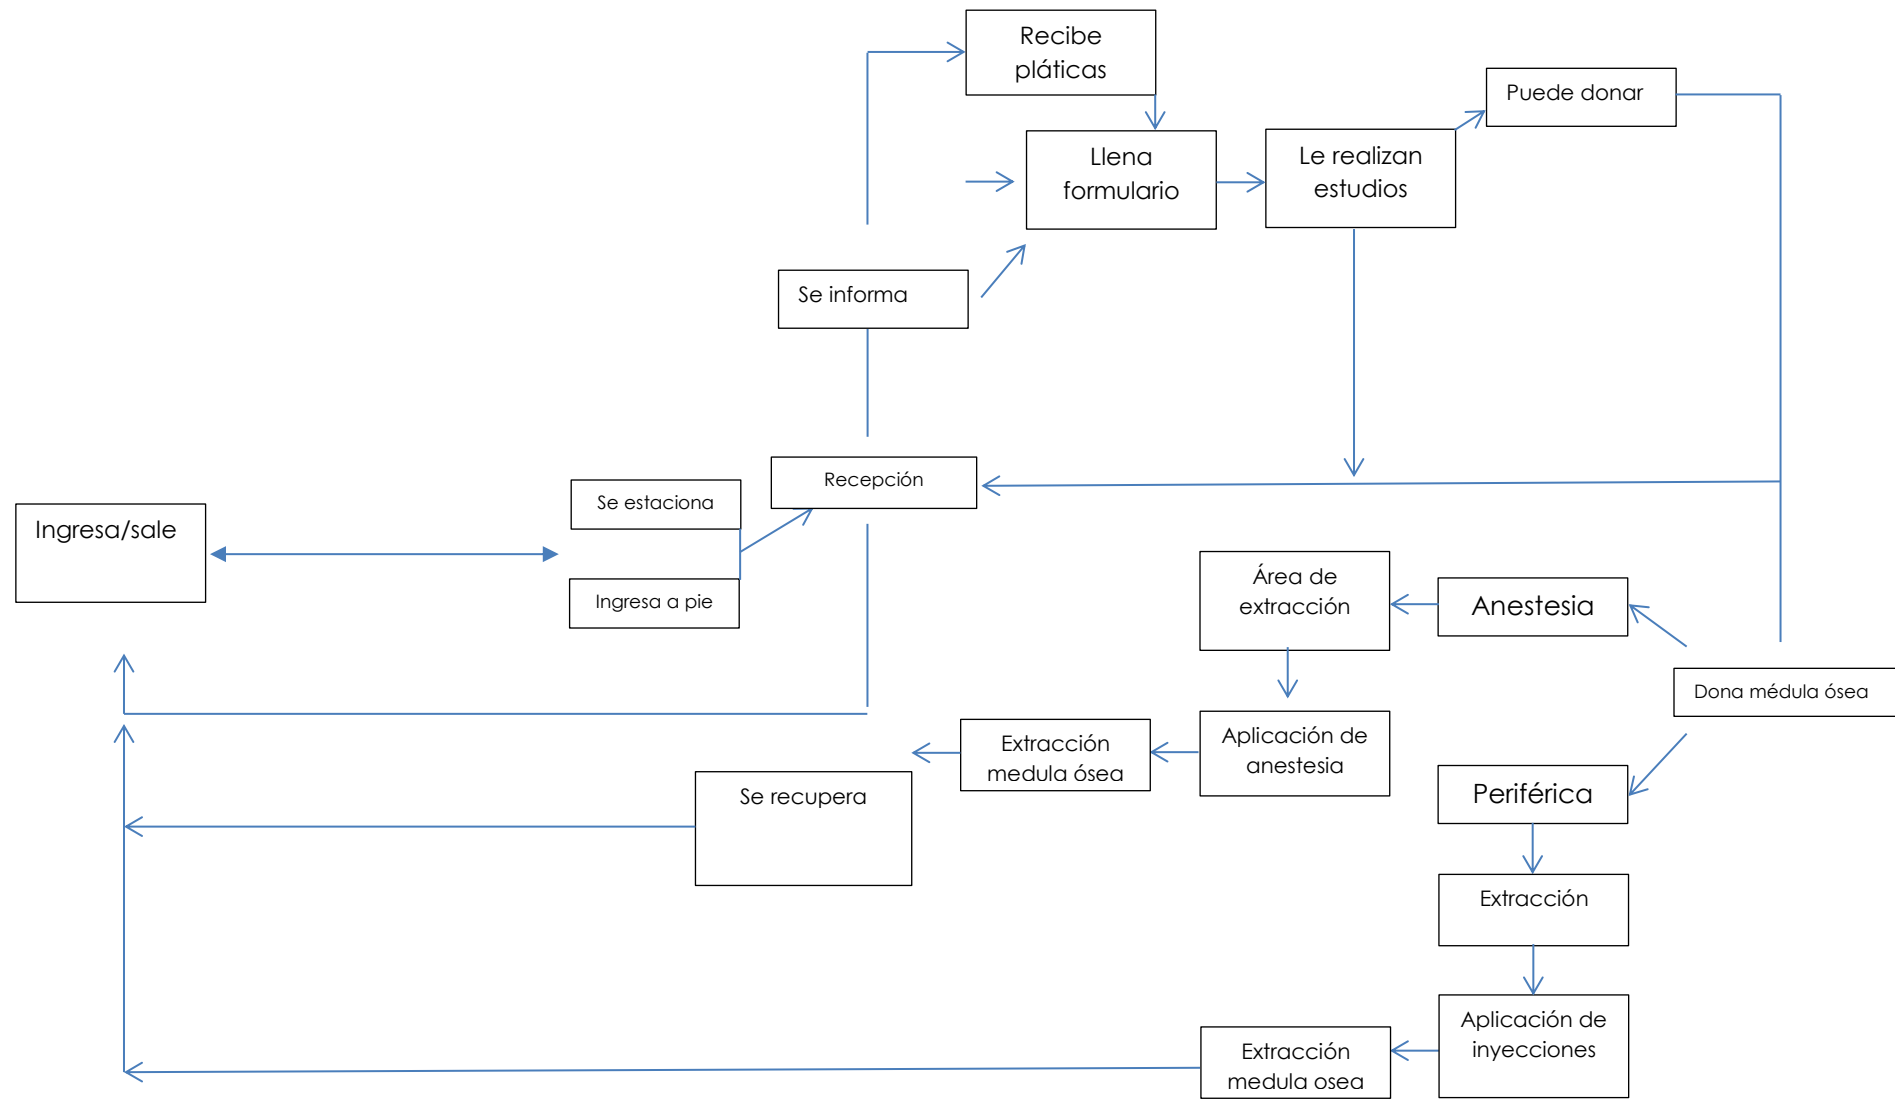 Recibe
pláticas
Puede donar
Llena
formulario
Le realizan
estudios
Se informa
Recepción
Se estaciona
Ingresa/sale
Ingresa a pie
Área de
extracción
Anestesia
Dona médula ósea
Aplicación de
anestesia
Extracción
medula ósea
Se recupera
Periférica
Extracción
Aplicación de
inyecciones
Extracción
medula osea